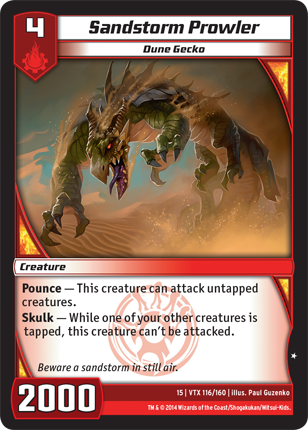 4
Sandstorm Prowler
Dune Gecko
Creature
Pounce — This creature can attack untapped
creatures.
Skulk — While one of your other creatures is
tapped, this creature can't be attacked.
Beware a sandstorm in still air.
2000
15 | VTX 116/160 | illus. Paul Guzenko
TM & © 2014 Wizards of the Coast/Shogakukan/Mitsui-Kids.